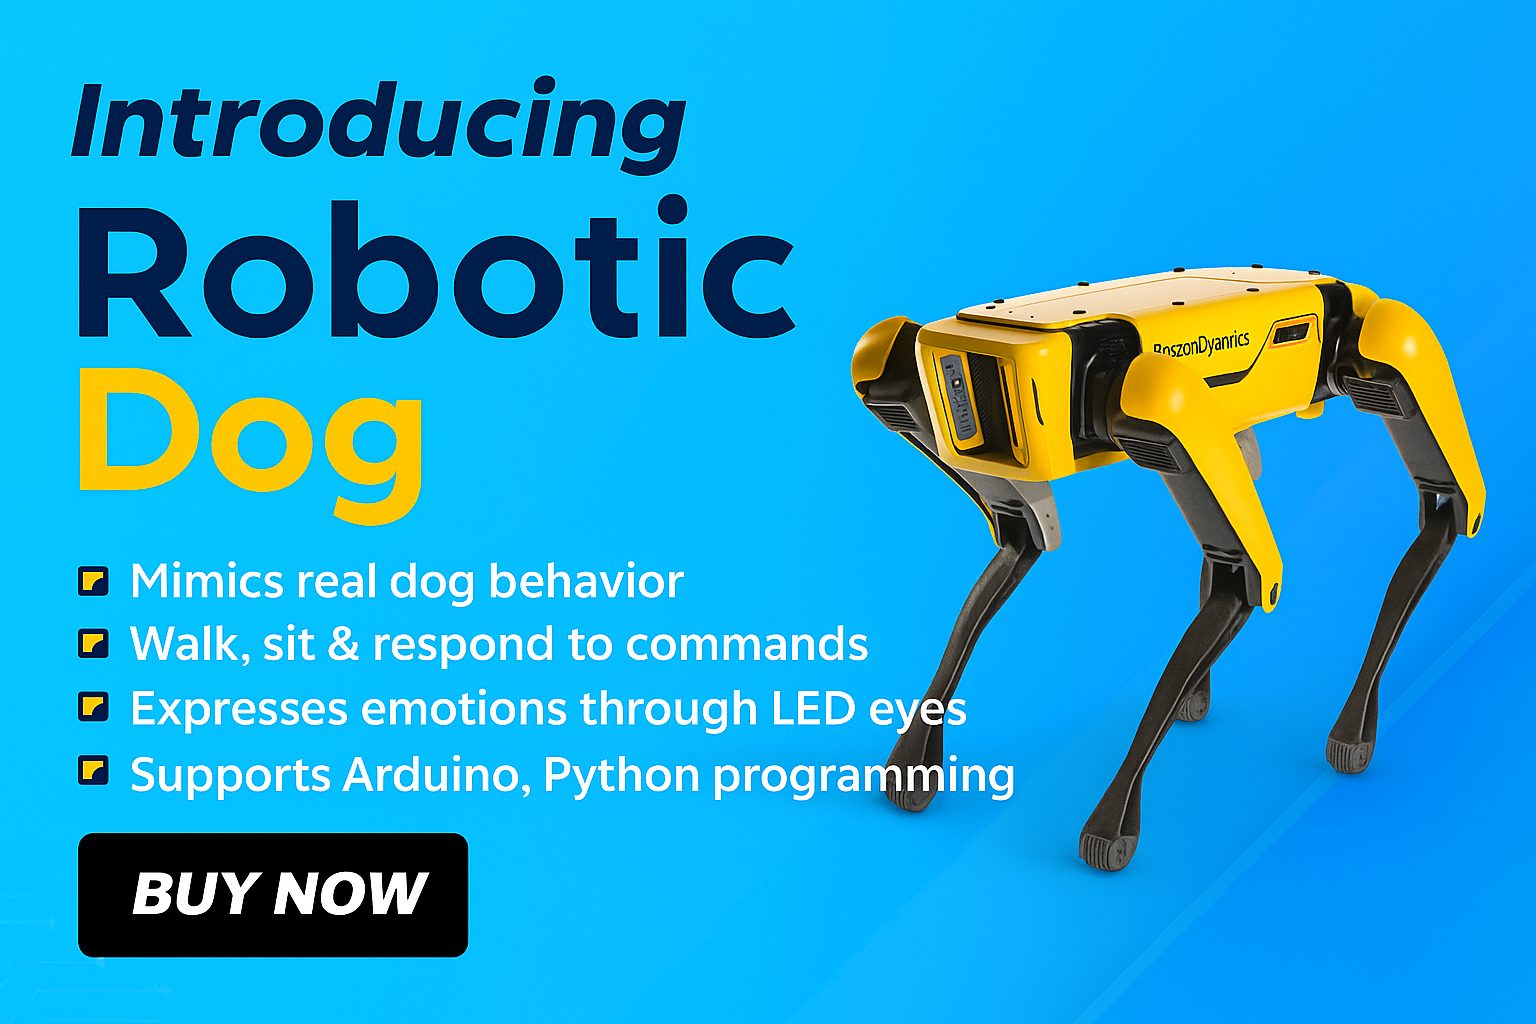 Introducing
Robotic
Dog
Mimics real dog behavior
Walk, sit & respond to commands
Expresses emotions through LED eyes
Supports Arduino, Python programming
BUY NOW